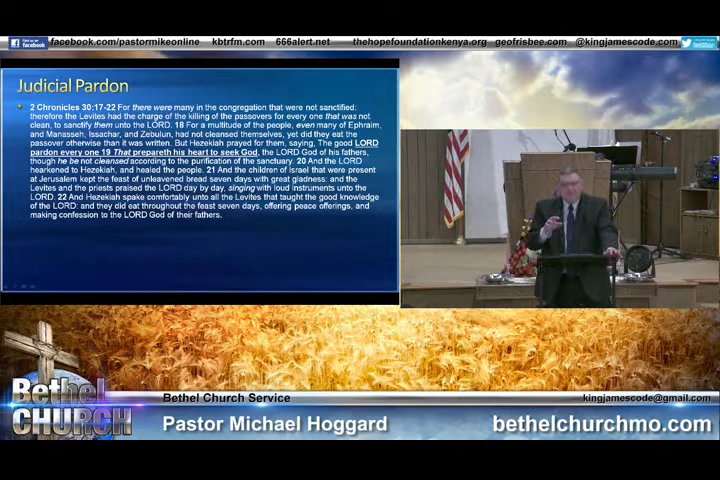 Find us on
facebook
facebook.com/pastormikeonline kbtrfm.com 666alert.net thehopefoundationkenya.org geofrisbee.com @kingjamescode.com
Judicial Pardon
2 Chronicles 30:17-22 For there were many in the congregation that were not sanctified:
therefore the Levites had the charge of the killing of the passovers for every one that was not
clean, to sanctify them unto the LORD. 18 For a multitude of the people, even many of Ephraim,
and Manasseh, Issachar, and Zebulun, had not cleansed themselves, yet did they eat the
passover otherwise than it was written. But Hezekiah prayed for them, saying, The good LORD
pardon every one 19 That prepareth his heart to seek God, the LORD God of his fathers,
though he be not cleansed according to the purification of the sanctuary. 20 And the LORD
hearkened to Hezekiah, and healed the people. 21 And the children of Israel that were present
at Jerusalem kept the feast of unleavened bread seven days with great gladness: and the
Levites and the priests praised the LORD day by day, singing with loud instruments unto the
LORD. 22 And Hezekiah spake comfortably unto all the Levites that taught the good knowledge
of the LORD: and they did eat throughout the feast seven days, offering peace offerings, and
making confession to the LORD God of their fathers.
Bethel
CHURCH
Bethel Church Service kingjamescode@gmail.com
Pastor Michael Hoggard bethelchurchmo.com